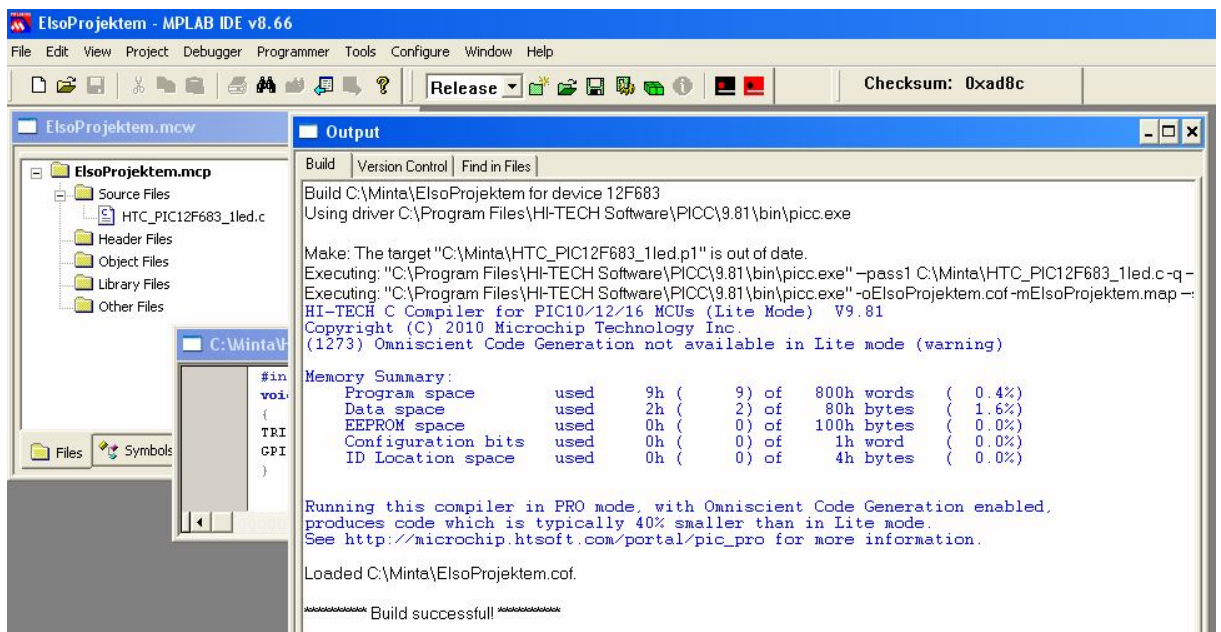 ElsoProjektem - MPLAB IDE v8.66
File Edit View Project Debugger Programmer Tools Configure Window Help
Release
Checksum: 0xad8c
ElsoProjektem.mcw
ElsoProjektem.mcp
Source Files
HTC_PIC12F683_1led.c
Header Files
Object Files
Library Files
Other Files
Files Symbols
C:\Minta\H
#in
voi
{
TRI
GPI
}
Output
Build Version Control Find in Files
Build C:\Minta\ElsoProjektem for device 12F683
Using driver C:\Program Files\HI-TECH Software\PICC\9.81\bin\picc.exe
Make: The target "C:\Minta\HTC_PIC12F683_1led.p1" is out of date.
Executing: "C:\Program Files\HI-TECH Software\PICC\9.81\bin\picc.exe" --pass1 C:\Minta\HTC_PIC12F683_1led.c -q -
Executing: "C:\Program Files\HI-TECH Software\PICC\9.81\bin\picc.exe" -oElsoProjektem.cof -mElsoProjektem.map --
HI-TECH C Compiler for PIC10/12/16 MCUs (Lite Mode) V9.81
Copyright (C) 2010 Microchip Technology Inc.
(1273) Omniscient Code Generation not available in Lite mode (warning)
Memory Summary:
Program space used 9h ( 9) of 800h words ( 0.4%)
Data space used 2h ( 2) of 80h bytes ( 1.6%)
EEPROM space used 0h ( 0) of 100h bytes ( 0.0%)
Configuration bits used 0h ( 0) of 1h word ( 0.0%)
ID Location space used 0h ( 0) of 4h bytes ( 0.0%)
Running this compiler in PRO mode, with Omniscient Code Generation enabled,
produces code which is typically 40% smaller than in Lite mode.
See http://microchip.htsoft.com/portal/pic_pro for more information.
Loaded C:\Minta\ElsoProjektem.cof.
********** Build successful! **********